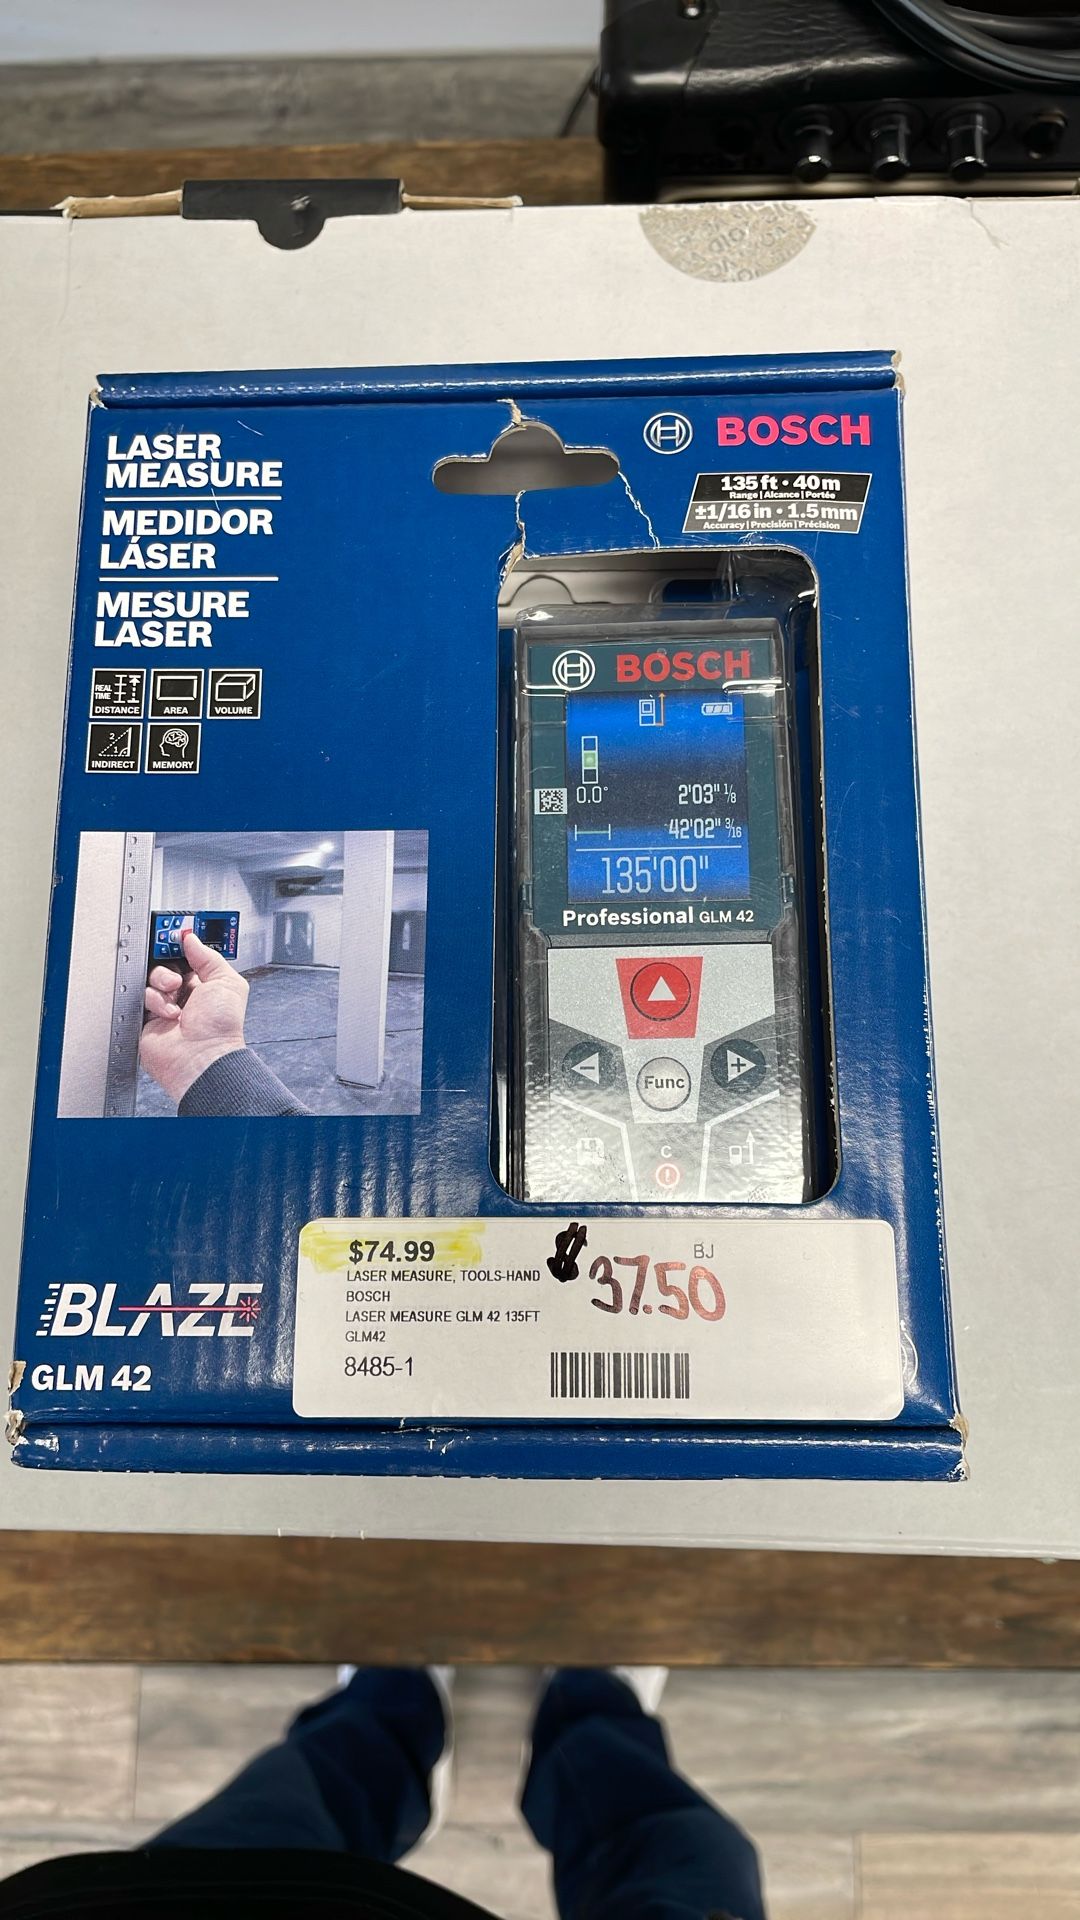 LASER
MEASURE
MEDIDOR
LÁSER
MESURE
LASER
BOSCH
135 ft • 40 m
Range | Alcance | Portée
±1/16 in • 1.5 mm
Accuracy | Precisión | Précision
REAL TIME
DISTANCE
AREA
VOLUME
INDIRECT
MEMORY
BOSCH
0.0°
2'03" 1/8
42'02" 3/16
135'00"
Professional GLM 42
Func
C
$74.99
$37.50
BJ
LASER MEASURE, TOOLS-HAND
BOSCH
LASER MEASURE GLM 42 135FT
GLM42
8485-1
BLAZE
GLM 42